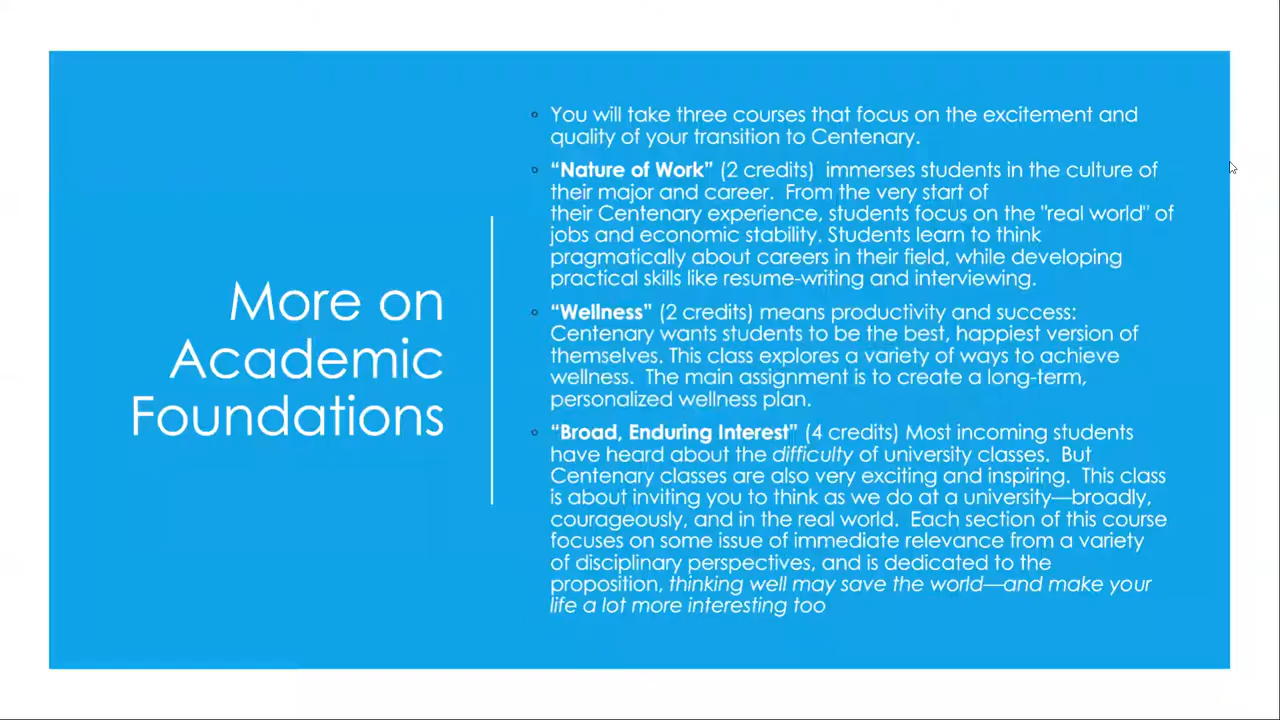 More on
Academic
Foundations
You will take three courses that focus on the excitement and
quality of your transition to Centenary.
“Nature of Work” (2 credits)  immerses students in the culture of
their major and career.  From the very start of
their Centenary experience, students focus on the "real world" of
jobs and economic stability. Students learn to think
pragmatically about careers in their field, while developing
practical skills like resume-writing and interviewing.
“Wellness” (2 credits) means productivity and success:
Centenary wants students to be the best, happiest version of
themselves. This class explores a variety of ways to achieve
wellness.  The main assignment is to create a long-term,
personalized wellness plan.
“Broad, Enduring Interest” (4 credits) Most incoming students
have heard about the difficulty of university classes.  But
Centenary classes are also very exciting and inspiring.  This class
is about inviting you to think as we do at a university—broadly,
courageously, and in the real world.  Each section of this course
focuses on some issue of immediate relevance from a variety
of disciplinary perspectives, and is dedicated to the
proposition, thinking well may save the world—and make your
life a lot more interesting too